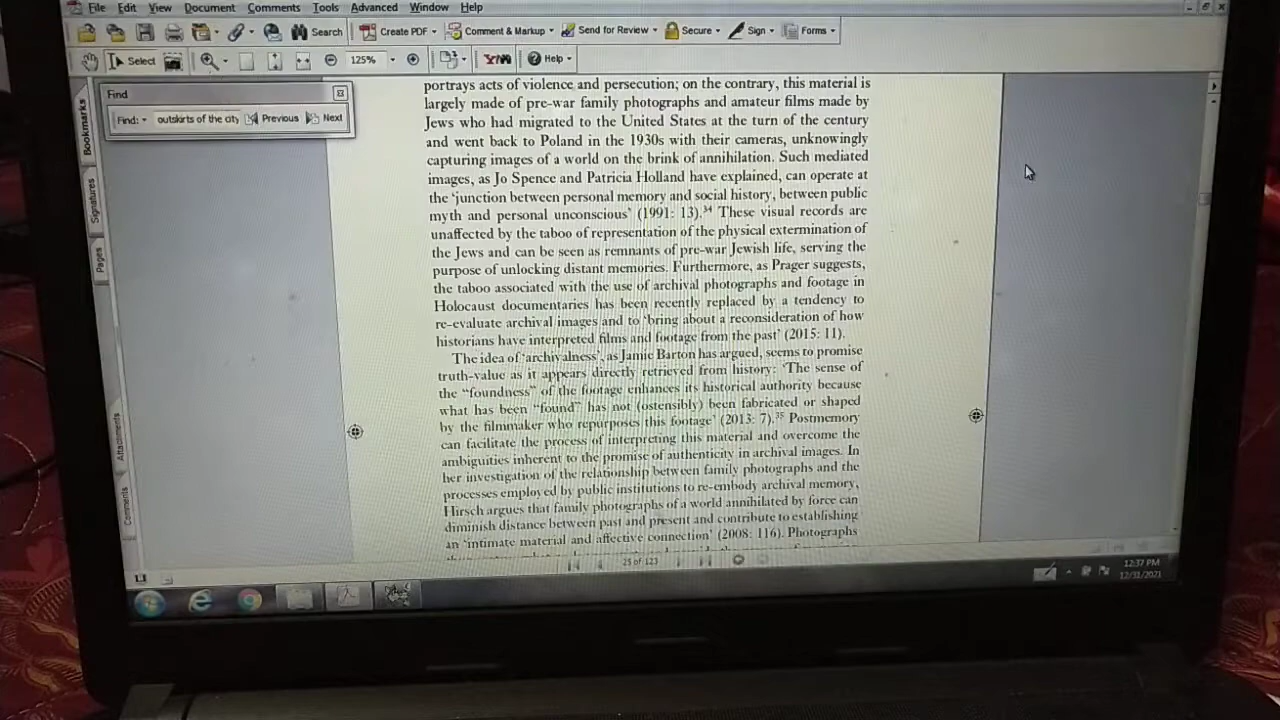 File Edit View Document Comments Tools Advanced Window Help
Search Create PDF Comment & Markup Send for Review Secure Sign Forms
Select 125% Help
Find
Find: outskirts of the city Previous Next
Bookmarks
Signatures
Pages
Attachments
Comments
portrays acts of violence and persecution; on the contrary, this material is
largely made of pre-war family photographs and amateur films made by
Jews who had migrated to the United States at the turn of the century
and went back to Poland in the 1930s with their cameras, unknowingly
capturing images of a world on the brink of annihilation. Such mediated
images, as Jo Spence and Patricia Holland have explained, can operate at
the ‘junction between personal memory and social history, between public
myth and personal unconscious’ (1991: 13).34 These visual records are
unaffected by the taboo of representation of the physical extermination of
the Jews and can be seen as remnants of pre-war Jewish life, serving the
purpose of unlocking distant memories. Furthermore, as Prager suggests,
the taboo associated with the use of archival photographs and footage in
Holocaust documentaries has been recently replaced by a tendency to
re-evaluate archival images and to ‘bring about a reconsideration of how
historians have interpreted films and footage from the past’ (2015: 11).
The idea of ‘archivalness’, as Jamie Barton has argued, seems to promise
truth-value as it appears directly retrieved from history: ‘The sense of
the “foundness” of the footage enhances its historical authority because
what has been “found” has not (ostensibly) been fabricated or shaped
by the filmmaker who repurposes this footage’ (2013: 7).35 Postmemory
can facilitate the process of interpreting this material and overcome the
ambiguities inherent to the promise of authenticity in archival images. In
her investigation of the relationship between family photographs and the
processes employed by public institutions to re-embody archival memory,
Hirsch argues that family photographs of a world annihilated by force can
diminish distance between past and present and contribute to establishing
an ‘intimate material and affective connection’ (2008: 116). Photographs
25 of 123
12:37 PM
12/31/2021